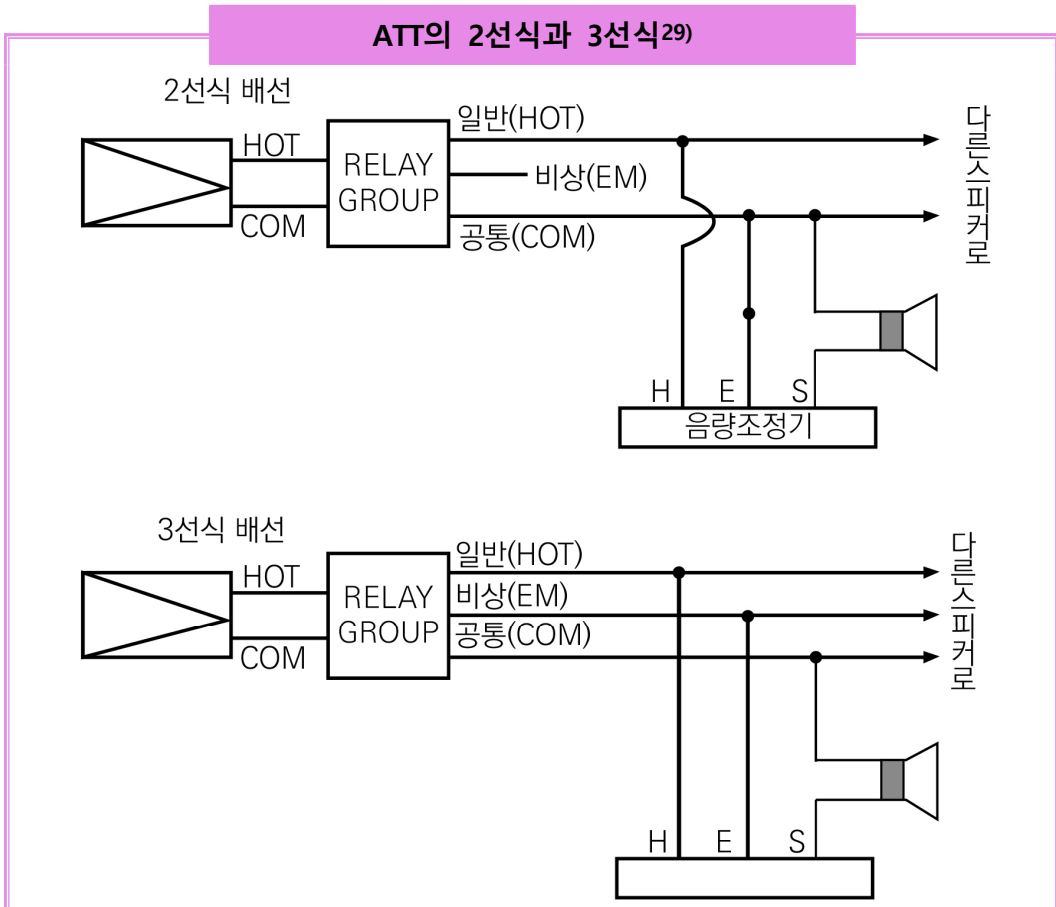 ATT의 2선식과 3선식29)
2선식 배선
HOT
COM
RELAY
GROUP
일반(HOT)
비상(EM)
공통(COM)
다른스피커로
H E S
음량조정기
3선식 배선
HOT
COM
RELAY
GROUP
일반(HOT)
비상(EM)
공통(COM)
다른스피커로
H E S